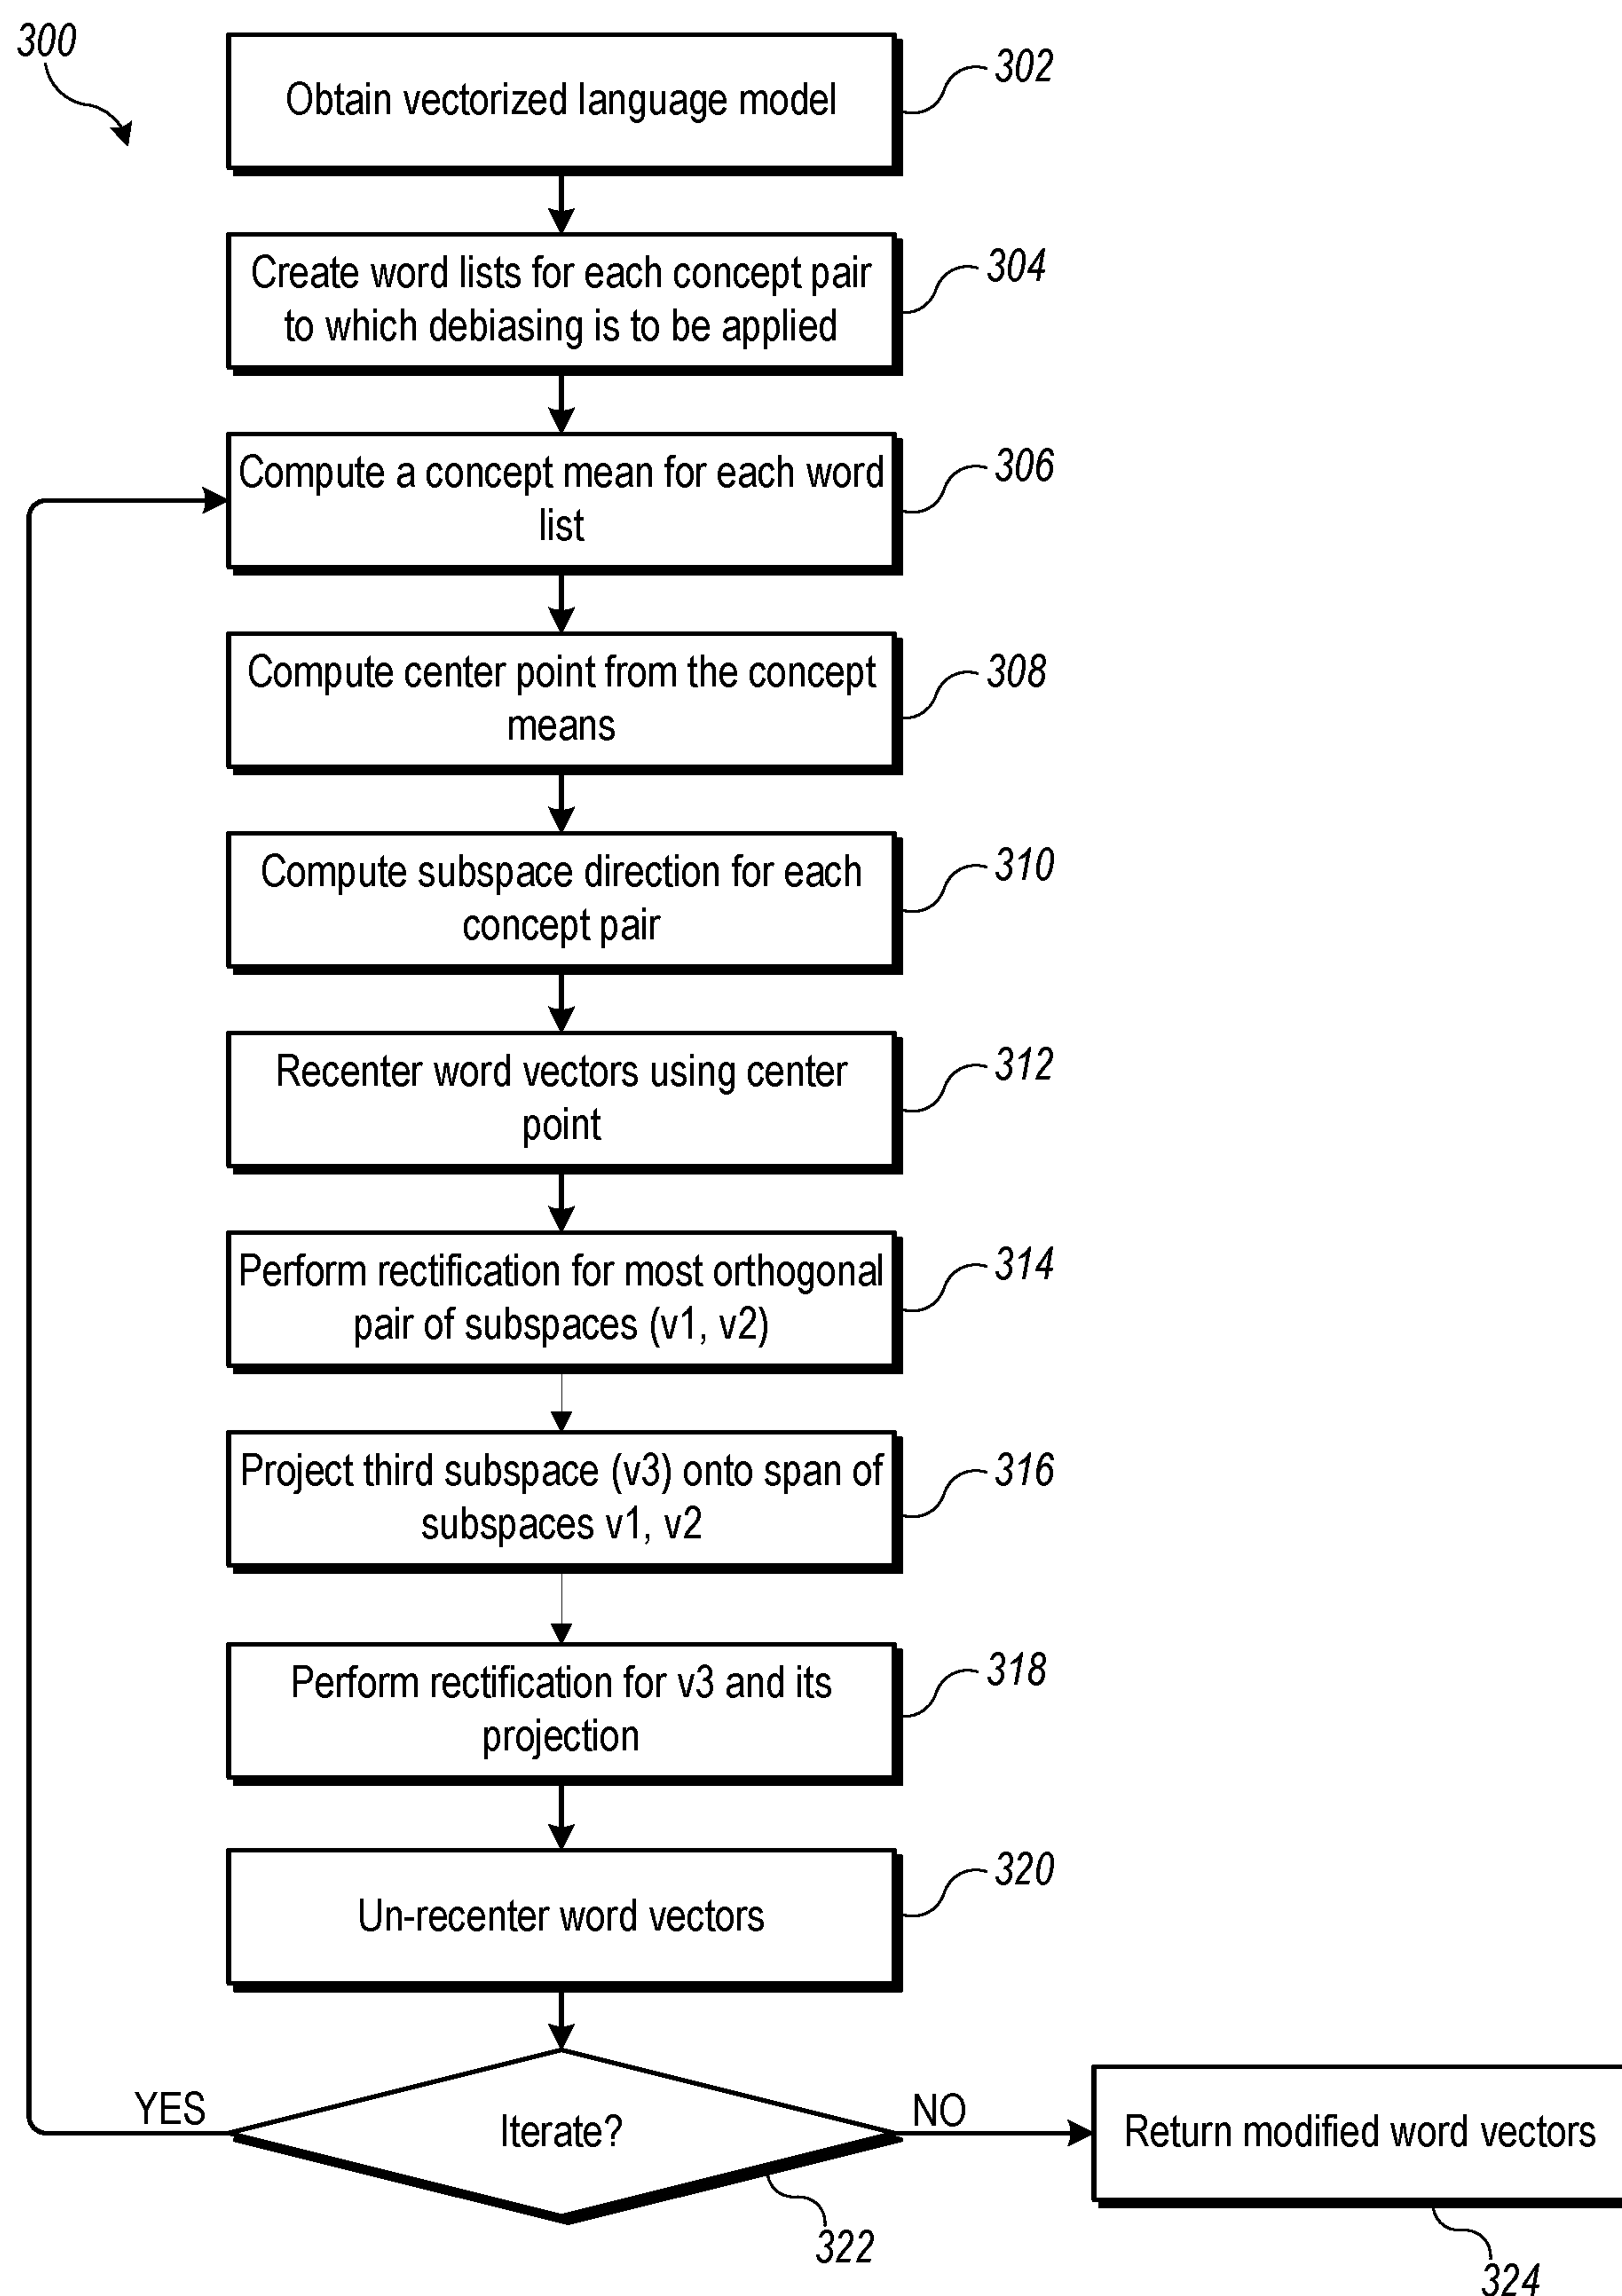 300
Obtain vectorized language model
302
Create word lists for each concept pair
to which debiasing is to be applied
304
Compute a concept mean for each word
list
306
Compute center point from the concept
means
308
Compute subspace direction for each
concept pair
310
Recenter word vectors using center
point
312
Perform rectification for most orthogonal
pair of subspaces (v1, v2)
314
Project third subspace (v3) onto span of
subspaces v1, v2
316
Perform rectification for v3 and its
projection
318
Un-recenter word vectors
320
YES
Iterate?
NO
322
Return modified word vectors
324